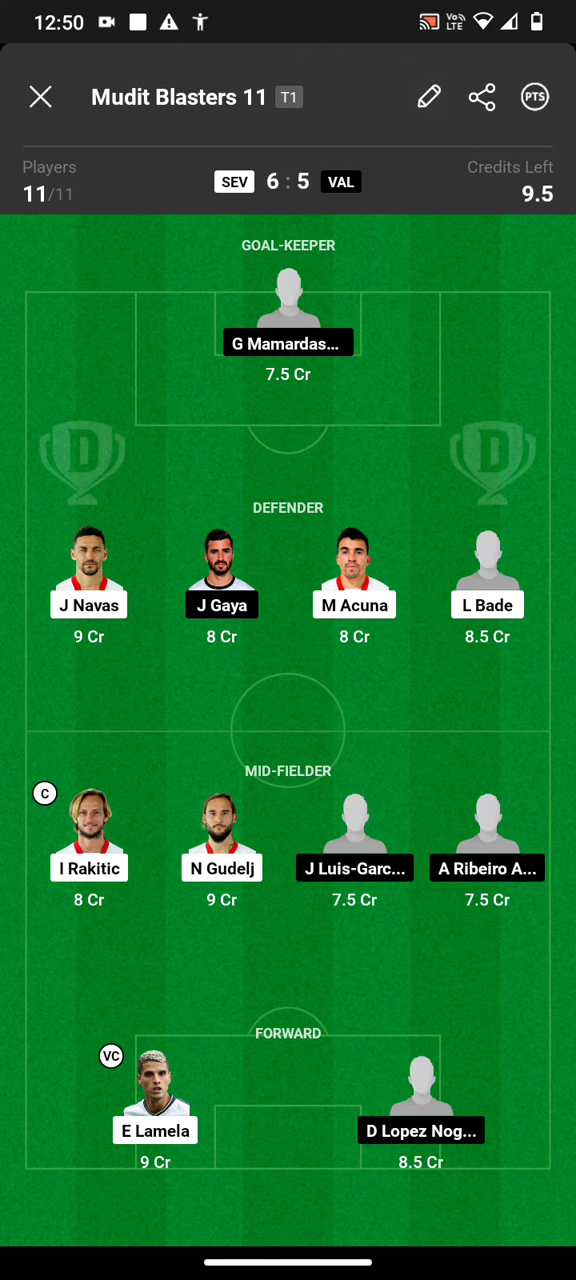 12:50
Vo LTE
Mudit Blasters 11 T1
PTS
Players
Credits Left
11/11
SEV 6 : 5 VAL
9.5
GOAL-KEEPER
G Mamardas...
7.5 Cr
D D
DEFENDER
J Navas J Gaya M Acuna L Bade
9 Cr 8 Cr 8 Cr 8.5 Cr
MID-FIELDER
C
I Rakitic N Gudelj J Luis-Garc... A Ribeiro A...
8 Cr 9 Cr 7.5 Cr 7.5 Cr
FORWARD
VC
E Lamela D Lopez Nog...
9 Cr 8.5 Cr